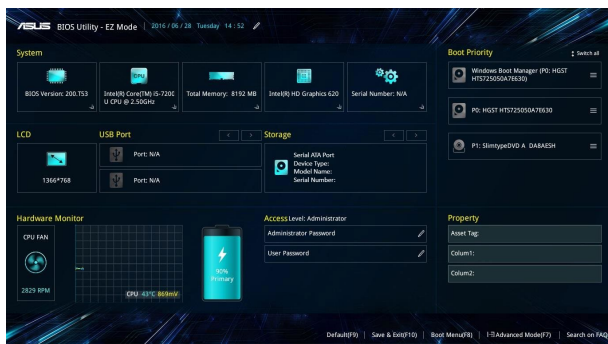 ASUS BIOS Utility - EZ Mode 2016 / 06 / 28 Tuesday 14 : 52
System
BIOS Version: 200.T53
CPU
Intel(R) Core(TM) i5-7200
U CPU @ 2.50GHz
Total Memory: 8192 MB
Intel(R) HD Graphics 620
Serial Number: N/A
Boot Priority
Switch all
Windows Boot Manager (P0: HGST
HTS725050A7E630)
P0: HGST HTS725050A7E630
P1: SlimtypeDVD A DA8AESH
LCD
1366*768
USB Port
Port: N/A
Port: N/A
Storage
Serial ATA Port
Device Type:
Model Name:
Serial Number:
Hardware Monitor
CPU FAN
2829 RPM
CPU 43°C 869mV
90%
Primary
Access Level: Administrator
Administrator Password
User Password
Property
Asset Tag:
Colum1:
Colum2:
Default(F9) | Save & Exit(F10) | Boot Menu(F8) | Advanced Mode(F7) | Search on FAQ